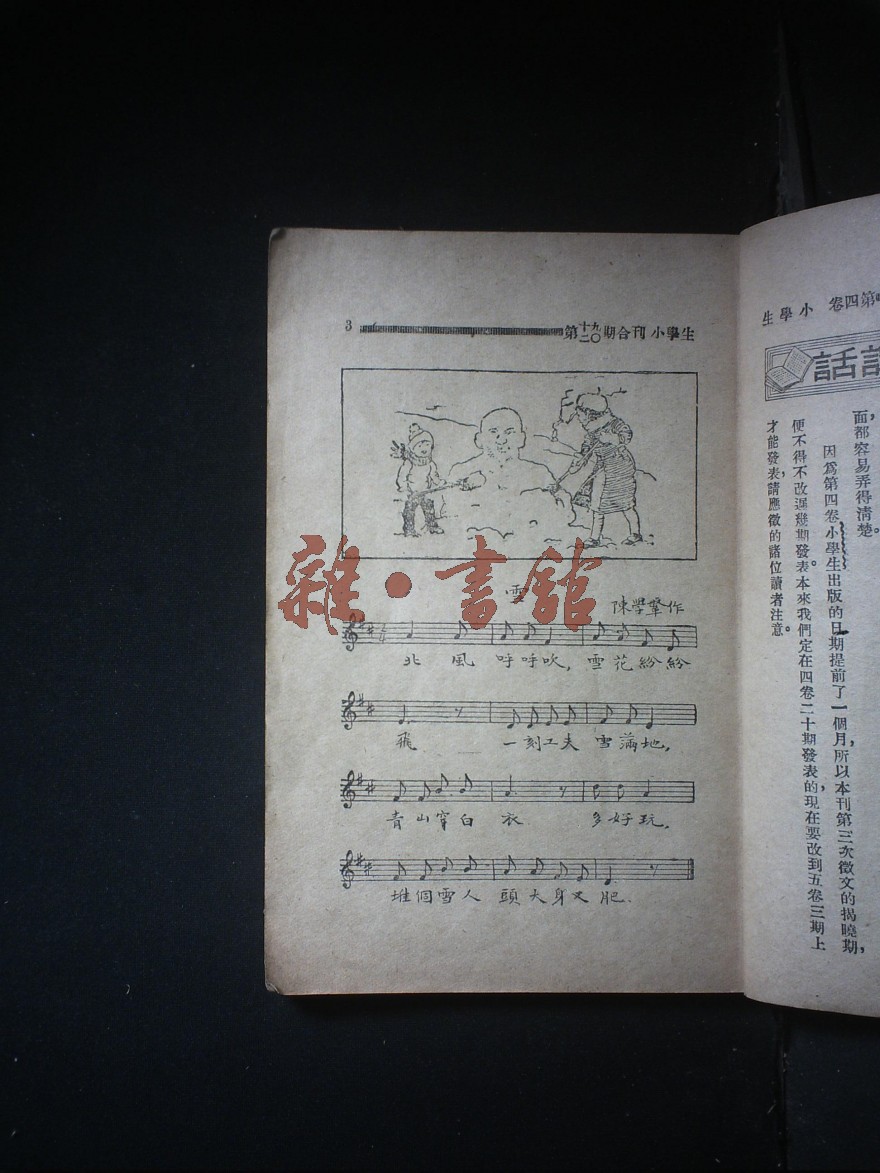 3 第十九二〇期合刊 小學生
雪
陳學鞏作
北風呼呼吹，雪花紛紛
飛 一刻工夫雪滿地，
青山穿白衣 多好玩，
堆個雪人 頭大身又肥.
雜·書館
小學生 第四卷
話
面，都容易弄得清楚。
因爲第四卷小學生出版的日期提前了一個月，所以本刊第三次徵文的揭曉期，
便不得不改遲幾期發表。本來我們定在四卷二十期發表的，現在要改到五卷三期上
才能發表，請應徵的諸位讀者注意。